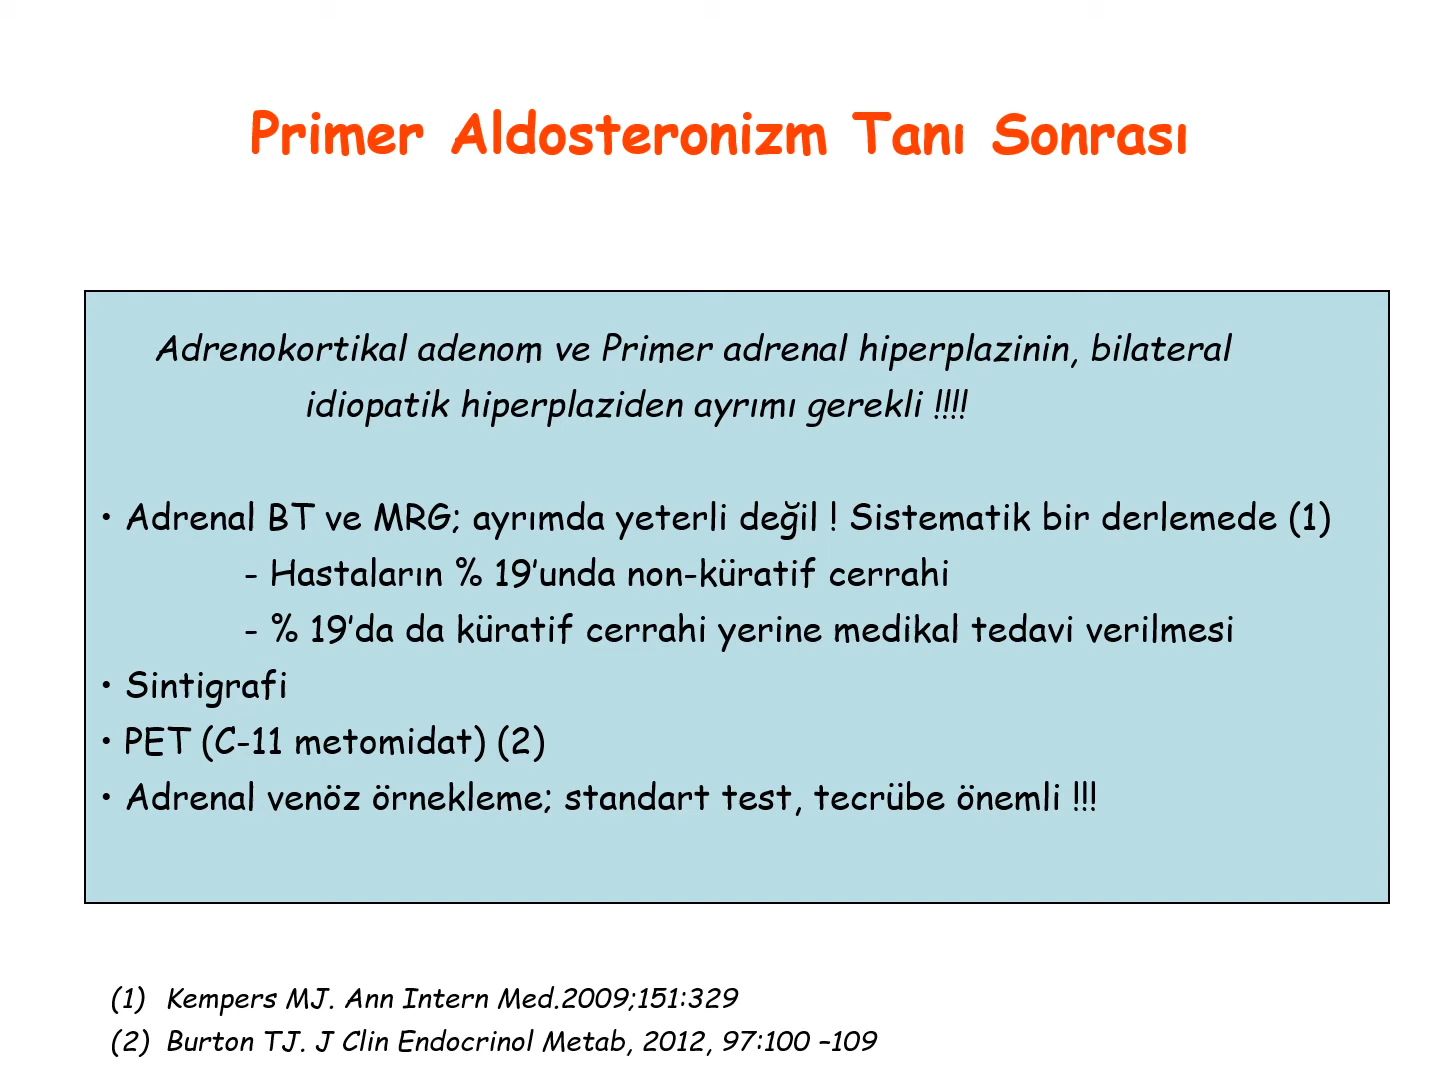 Primer Aldosteronizm Tanı Sonrası
Adrenokortikal adenom ve Primer adrenal hiperplazinin, bilateral
idiopatik hiperplaziden ayrımı gerekli !!!!
• Adrenal BT ve MRG; ayrımda yeterli değil ! Sistematik bir derlemede (1)
- Hastaların % 19’unda non-küratif cerrahi
- % 19’da da küratif cerrahi yerine medikal tedavi verilmesi
• Sintigrafi
• PET (C-11 metomidat) (2)
• Adrenal venöz örnekleme; standart test, tecrübe önemli !!!
(1) Kempers MJ. Ann Intern Med.2009;151:329
(2) Burton TJ. J Clin Endocrinol Metab, 2012, 97:100 –109